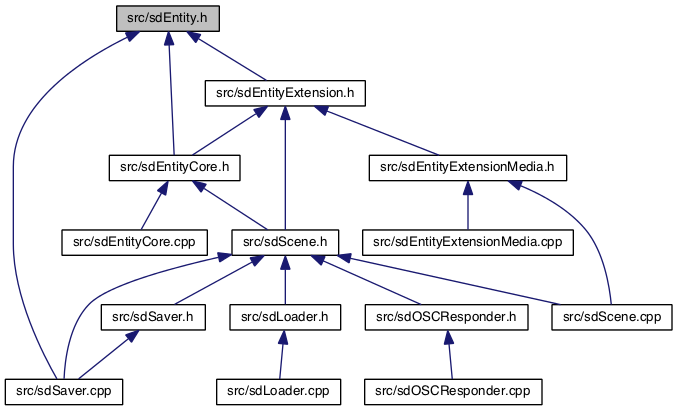 src/sdEntity.h
src/sdEntityExtension.h
src/sdEntityCore.h
src/sdEntityExtensionMedia.h
src/sdEntityCore.cpp
src/sdScene.h
src/sdEntityExtensionMedia.cpp
src/sdSaver.h
src/sdLoader.h
src/sdOSCResponder.h
src/sdScene.cpp
src/sdSaver.cpp
src/sdLoader.cpp
src/sdOSCResponder.cpp